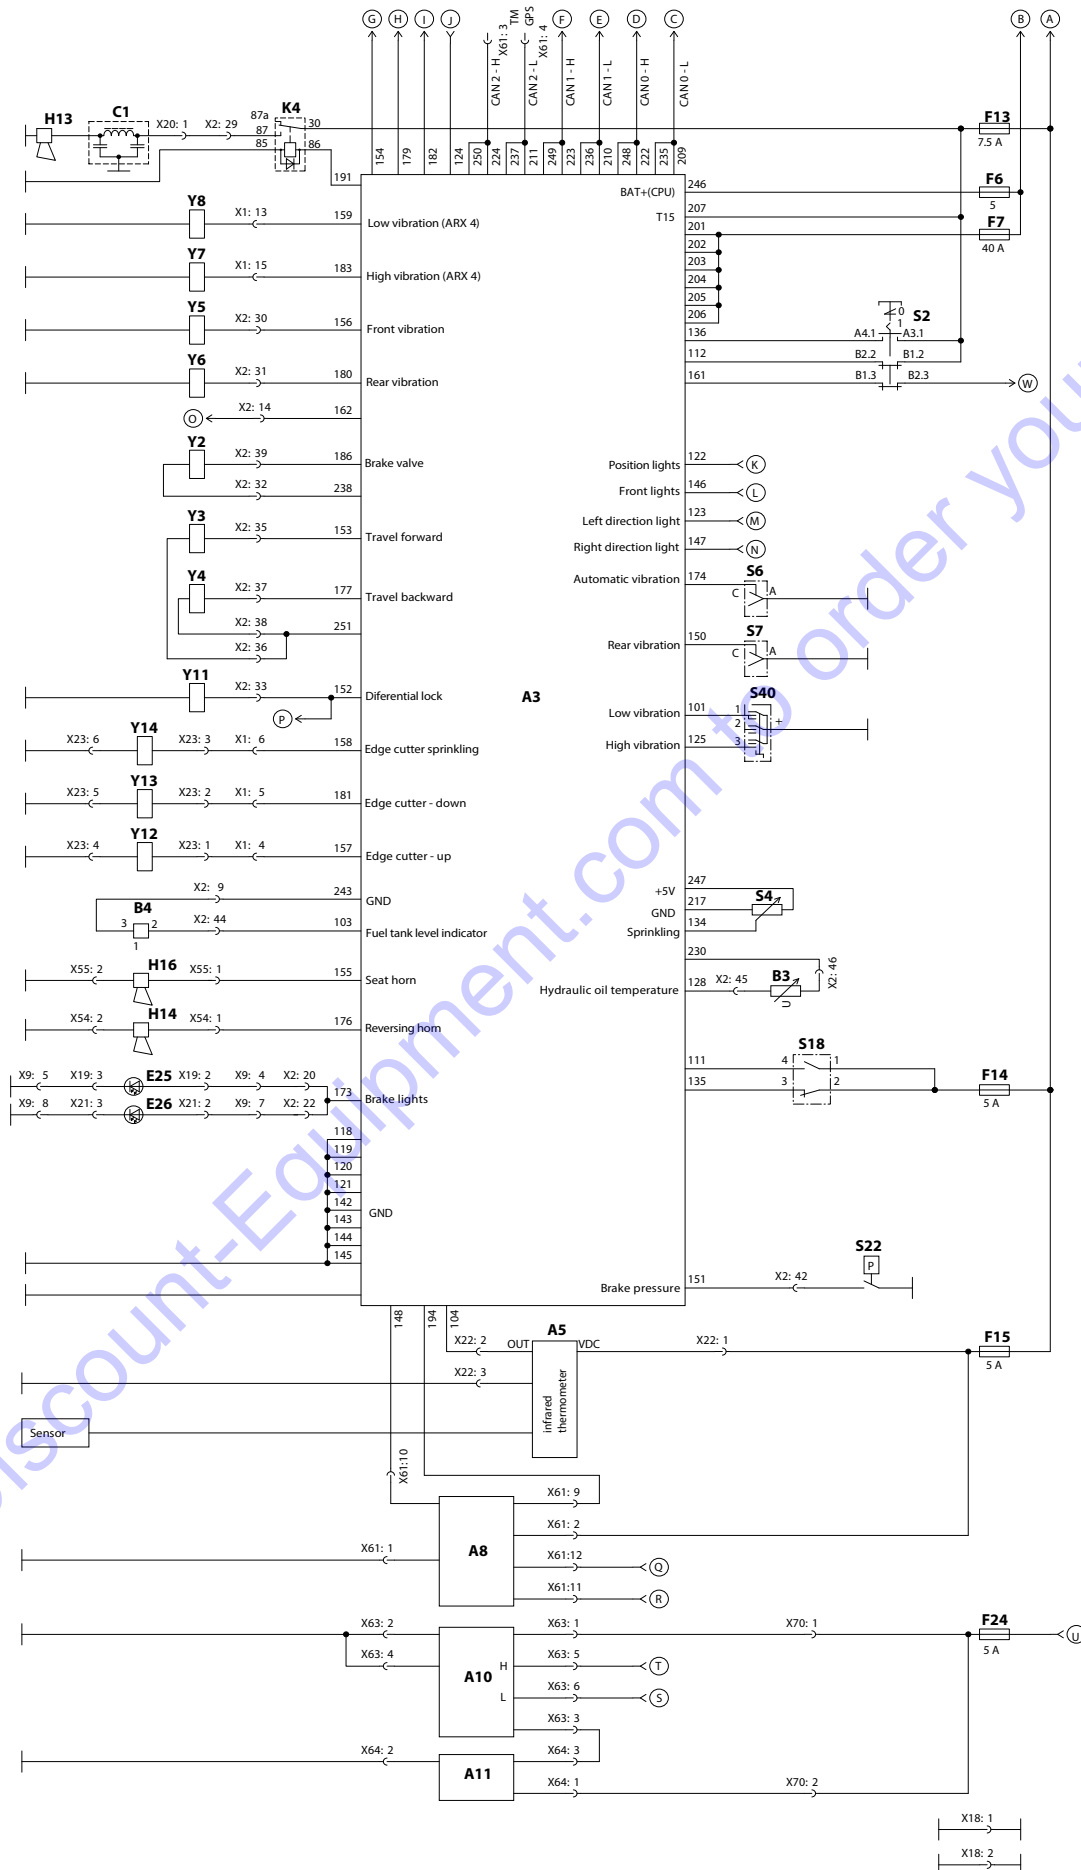 G H I J F E D C B A
X61: 3
TM
GPS
X61: 4
CAN 2 - H
CAN 2 - L
CAN 1 - H
CAN 1 - L
CAN 0 - H
CAN 0 - L
H13 C1 X20: 1 X2: 29 K4
87a 30
87
85 86
154 179 182 124 250 224 237 211 249 223 236 210 248 222 235 209
F13
7.5 A
191
BAT+(CPU) 246 F6
5
T15 207
201 F7
40 A
202
203
204
205
206
Y8 X1: 13 159 Low vibration (ARX 4)
Y7 X1: 15 183 High vibration (ARX 4)
Y5 X2: 30 156 Front vibration
Y6 X2: 31 180 Rear vibration
O X2: 14 162
0
1
S2
136 A4.1 A3.1
112 B2.2 B1.2
161 B1.3 B2.3 W
Y2 X2: 39 186 Brake valve
X2: 32 238
Y3 X2: 35 153 Travel forward
Y4 X2: 37 177 Travel backward
X2: 38 251
X2: 36
Y11 X2: 33 152 Diferential lock
P
A3
Position lights 122 K
Front lights 146 L
Left direction light 123 M
Right direction light 147 N
Automatic vibration 174 S6
C A
Rear vibration 150 S7
C A
S40
Low vibration 101 1
2 +
High vibration 125 3
X23: 6 Y14 X23: 3 X1: 6 158 Edge cutter sprinkling
X23: 5 Y13 X23: 2 X1: 5 181 Edge cutter - down
X23: 4 Y12 X23: 1 X1: 4 157 Edge cutter - up
X2: 9 243 GND
B4
3 2
1
X2: 44 103 Fuel tank level indicator
+5V 247
GND 217 S4
Sprinkling 134
230
X2: 46
Hydraulic oil temperature 128 X2: 45 B3
U
X55: 2 H16 X55: 1 155 Seat horn
X54: 2 H14 X54: 1 176 Reversing horn
X9: 5 X19: 3 E25 X19: 2 X9: 4 X2: 20
173 Brake lights
X9: 8 X21: 3 E26 X21: 2 X9: 7 X2: 22
S18
111 4 1
135 3 2
F14
5 A
118
119
120
121
142
143
144
145
GND
Brake pressure 151 X2: 42 S22
P
148 194 104
X22: 2 OUT A5 VDC X22: 1 F15
5 A
X22: 3
infrared
thermometer
Sensor
X61:10
X61: 9
X61: 2
X61: 1 A8
X61:12 Q
X61:11 R
X63: 2 X63: 1 X70: 1 F24
5 A
U
X63: 4 A10 H X63: 5 T
L X63: 6 S
X63: 3
X64: 2 A11 X64: 3
X64: 1 X70: 2
X18: 1
X18: 2
Discount-Equipment.com to order your